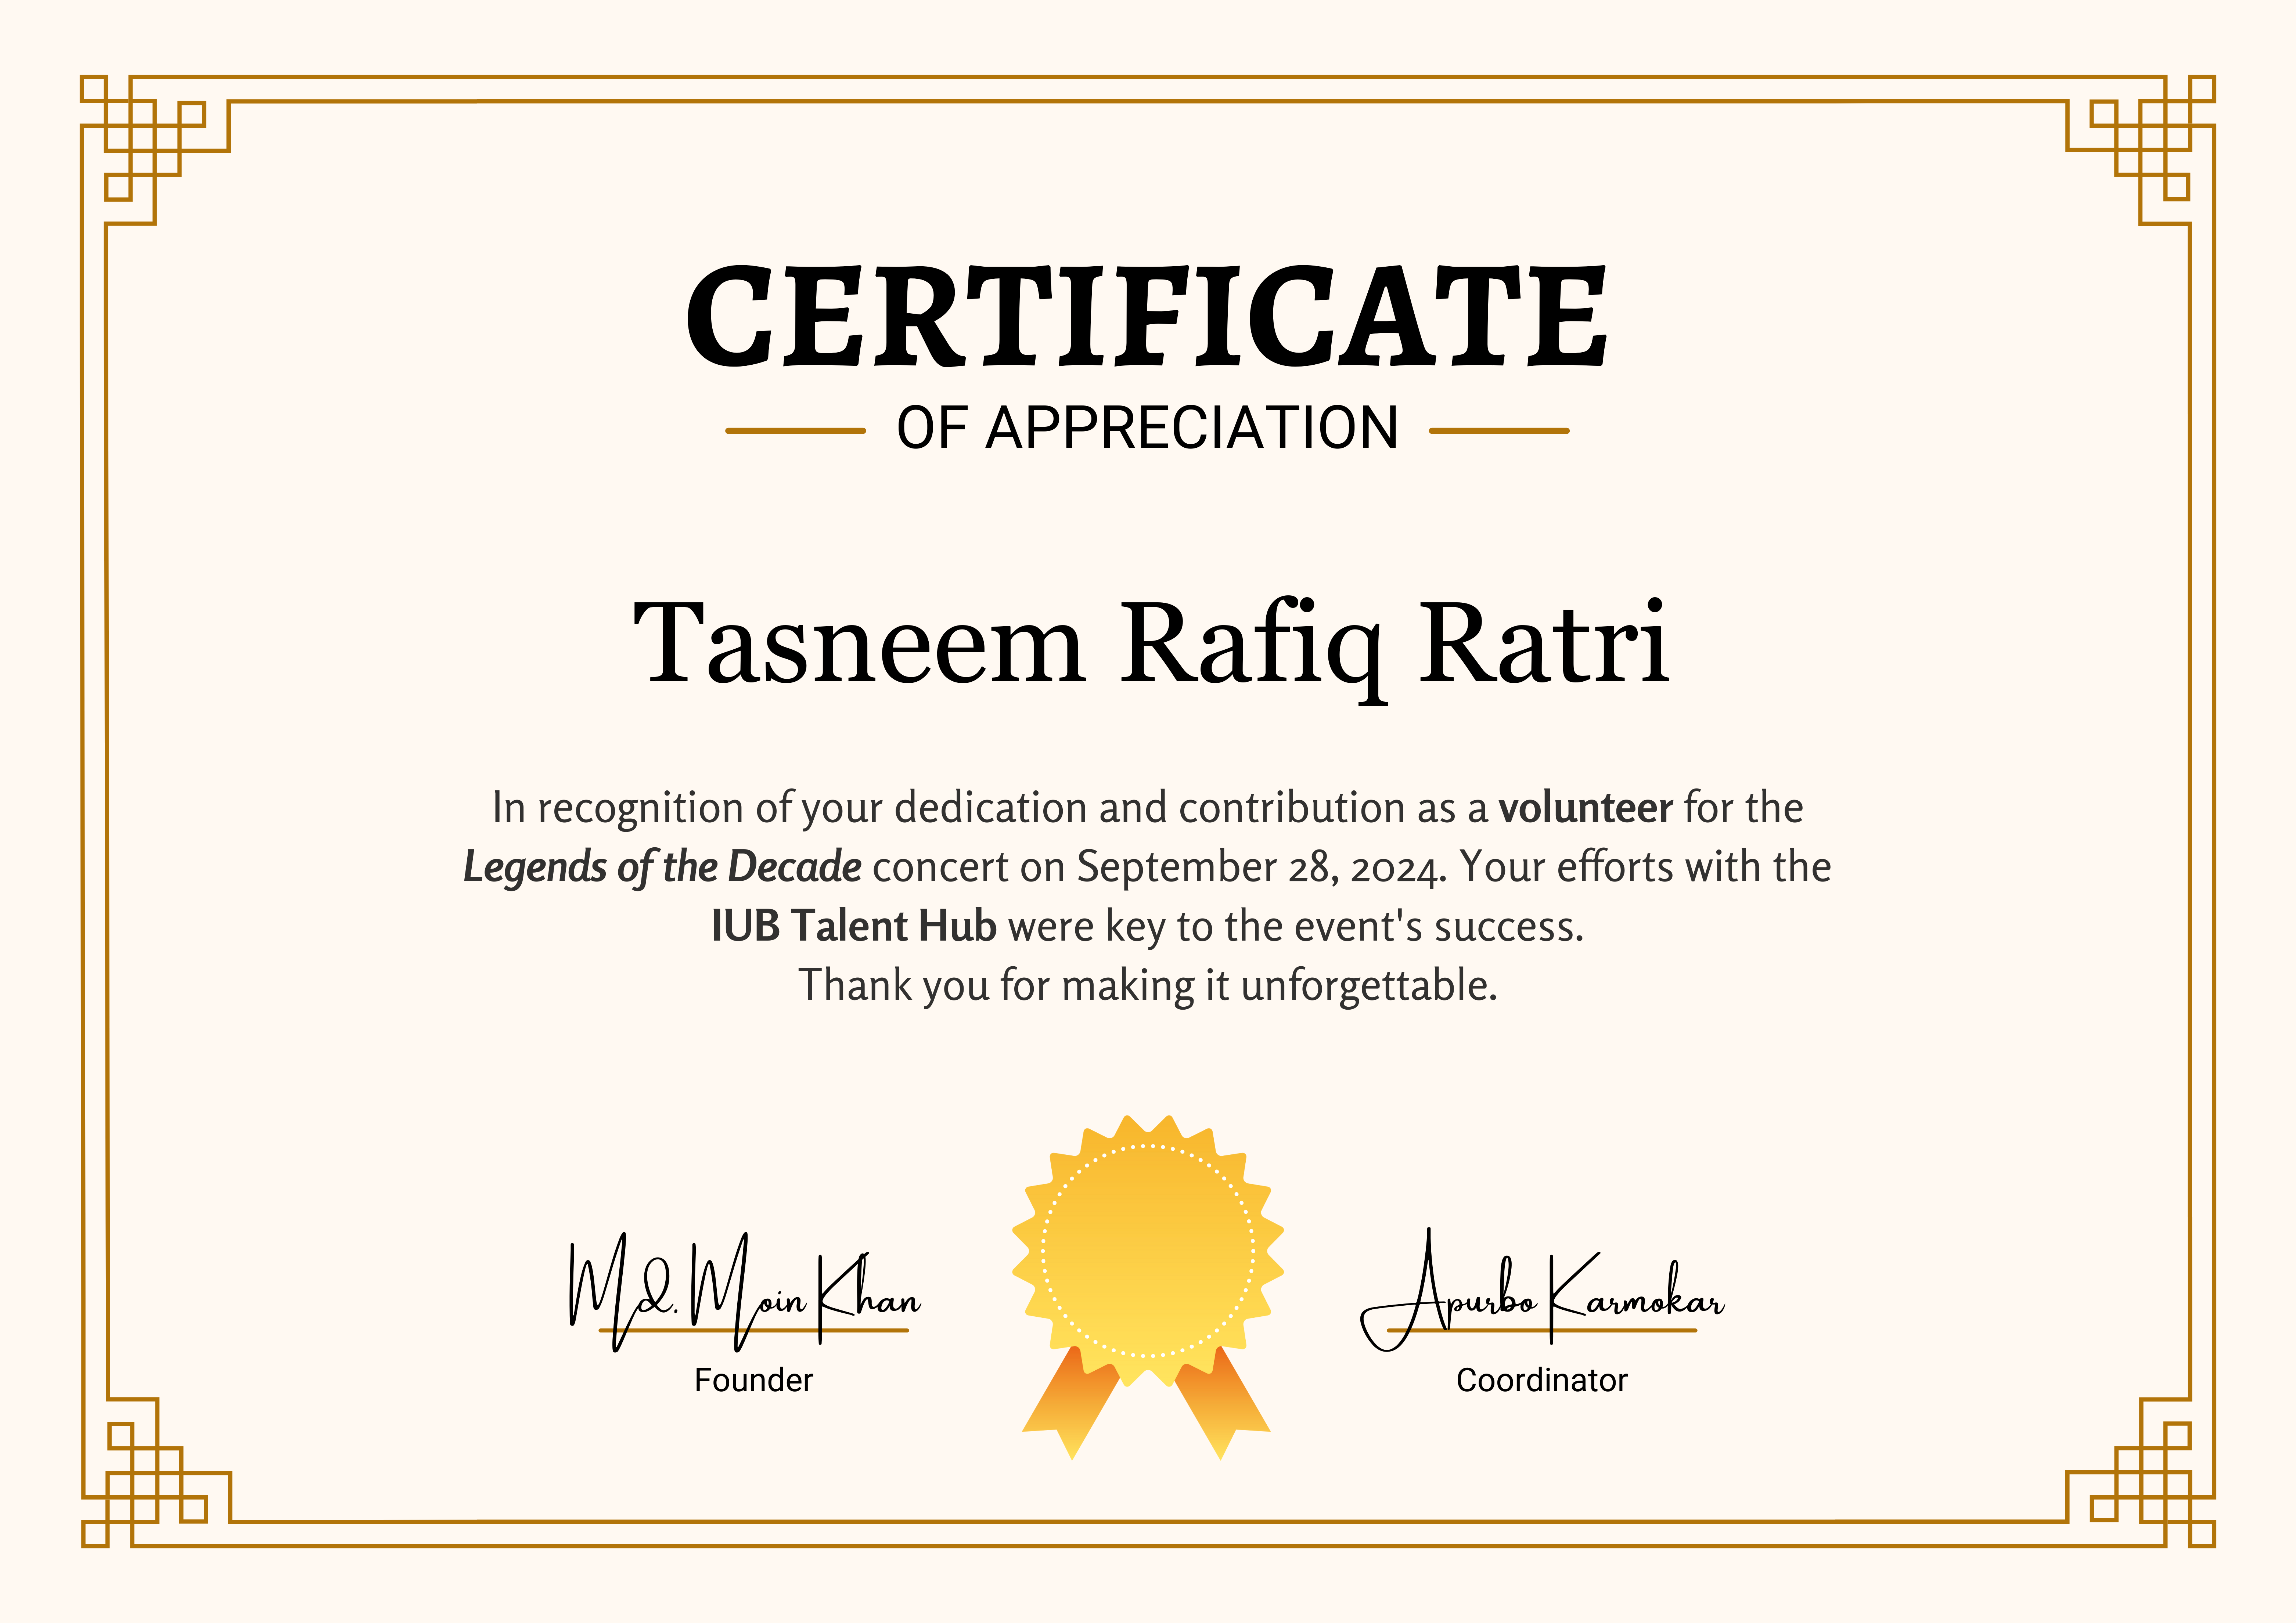 CERTIFICATE
OF APPRECIATION
Tasneem Rafiq Ratri
In recognition of your dedication and contribution as a volunteer for the
Legends of the Decade concert on September 28, 2024. Your efforts with the
IUB Talent Hub were key to the event's success.
Thank you for making it unforgettable.
Md. Moin Khan
Founder
Apurbo Karmokar
Coordinator